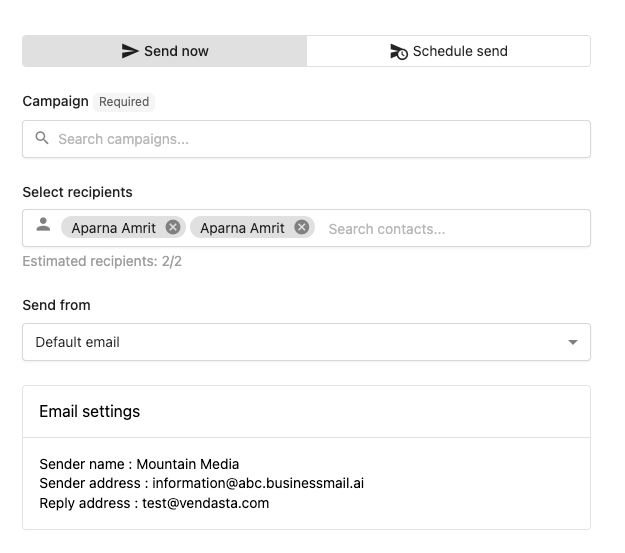 Send now
Schedule send
Campaign Required
Search campaigns...
Select recipients
Aparna Amrit Aparna Amrit Search contacts...
Estimated recipients: 2/2
Send from
Default email
Email settings
Sender name : Mountain Media
Sender address : information@abc.businessmail.ai
Reply address : test@vendasta.com